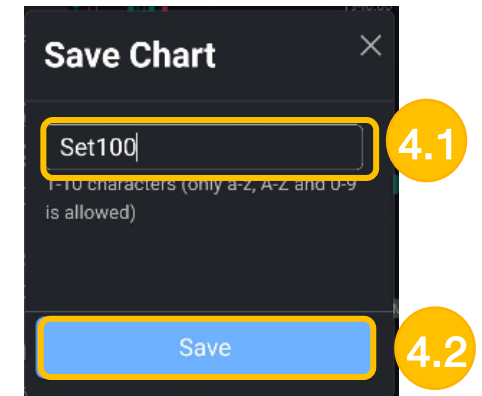 Save Chart
Set100
4.1
1-10 characters (only a-z, A-Z and 0-9
is allowed)
Save
4.2